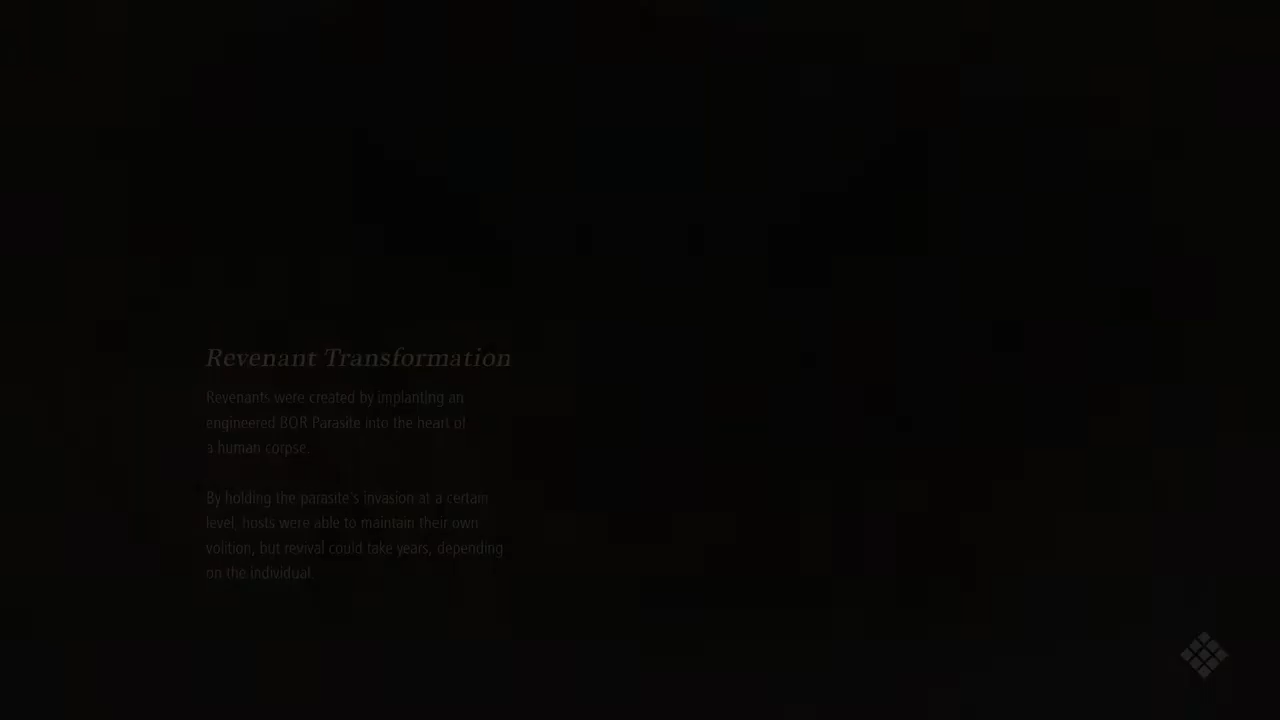 Revenant Transformation
Revenants were created by implanting an
engineered BOR Parasite into the heart of
a human corpse.
By holding the parasite's invasion at a certain
level, hosts were able to maintain their own
volition, but revival could take years, depending
on the individual.